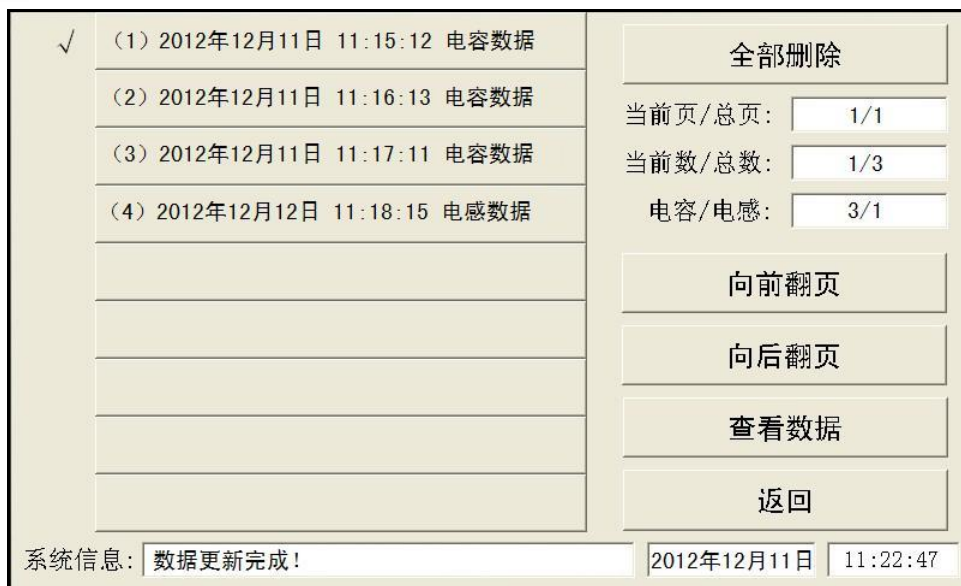 √ (1) 2012年12月11日 11:15:12 电容数据
(2) 2012年12月11日 11:16:13 电容数据
(3) 2012年12月11日 11:17:11 电容数据
(4) 2012年12月12日 11:18:15 电感数据
全部删除
当前页/总页: 1/1
当前数/总数: 1/3
电容/电感: 3/1
向前翻页
向后翻页
查看数据
返回
系统信息: 数据更新完成! 2012年12月11日 11:22:47